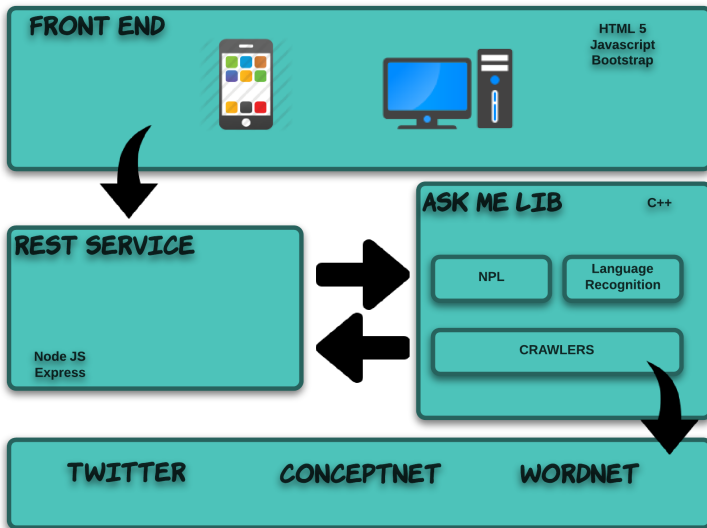 FRONT END
HTML 5
Javascript
Bootstrap
REST SERVICE
Node JS
Express
ASK ME LIB
C++
NPL
Language
Recognition
CRAWLERS
TWITTER
CONCEPTNET
WORDNET